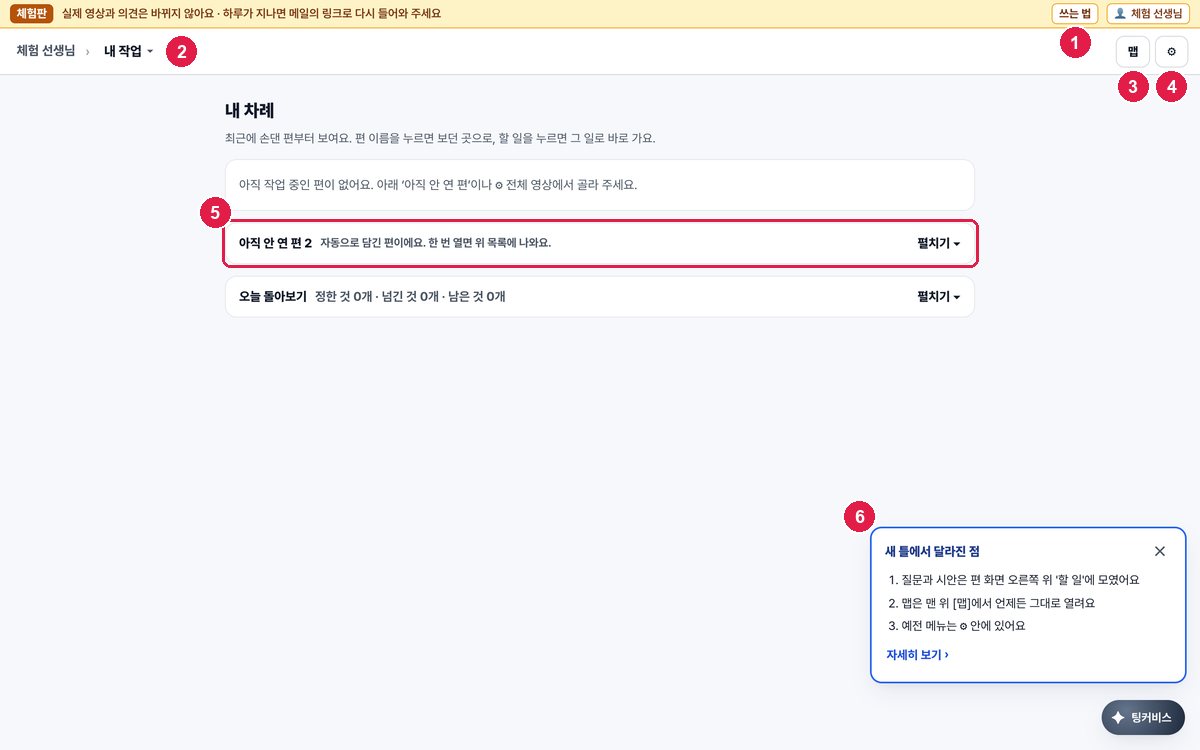 체험판 실제 영상과 의견은 바뀌지 않아요 · 하루가 지나면 메일의 링크로 다시 들어와 주세요 쓰는 법 체험 선생님
1
체험 선생님 › 내 작업 2 맵
3 4
내 차례
최근에 손댄 편부터 보여요. 편 이름을 누르면 보던 곳으로, 할 일을 누르면 그 일로 바로 가요.
아직 작업 중인 편이 없어요. 아래 '아직 안 연 편'이나 ⚙ 전체 영상에서 골라 주세요.
5
아직 안 연 편 2 자동으로 담긴 편이에요. 한 번 열면 위 목록에 나와요. 펼치기
오늘 돌아보기 정한 것 0개 · 넘긴 것 0개 · 남은 것 0개 펼치기
6
새 틀에서 달라진 점
1. 질문과 시안은 편 화면 오른쪽 위 '할 일'에 모였어요
2. 맵은 맨 위 [맵]에서 언제든 그대로 열려요
3. 예전 메뉴는 ⚙ 안에 있어요
자세히 보기 ›
팅커비스